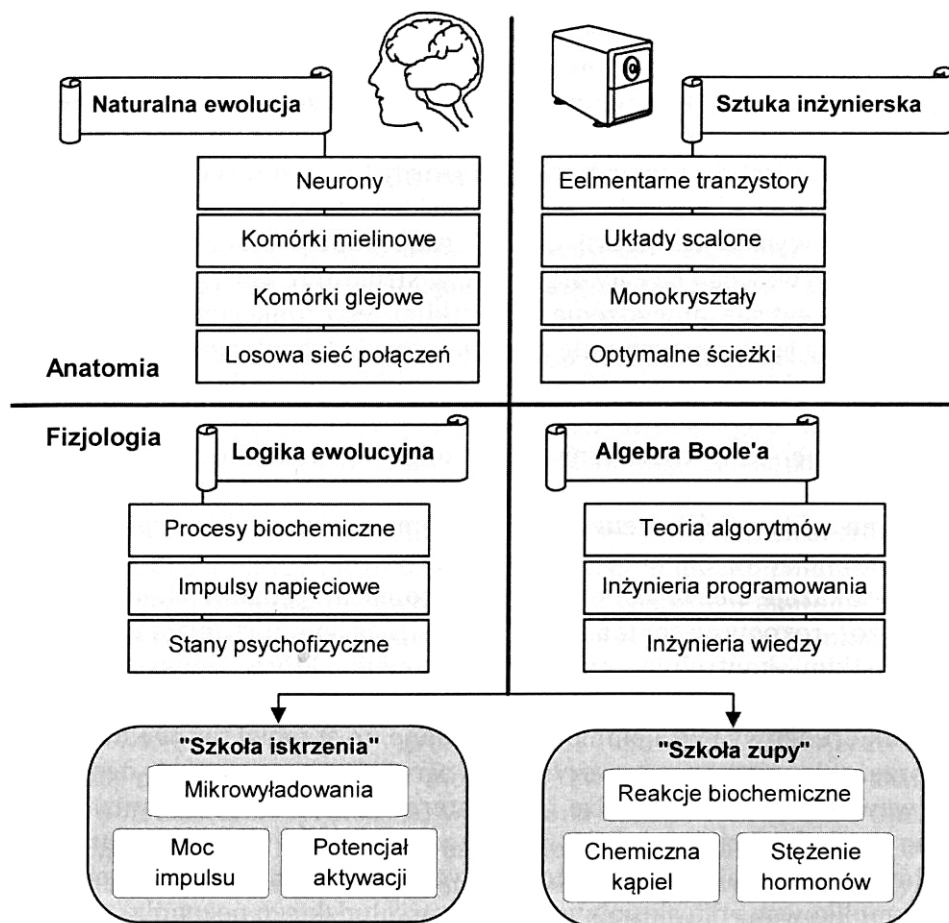 Naturalna ewolucja
Sztuka inżynierska
Neurony
Komórki mielinowe
Komórki glejowe
Losowa sieć połączeń
Eelmentarne tranzystory
Układy scalone
Monokryształy
Optymalne ścieżki
Anatomia
Fizjologia
Logika ewolucyjna
Algebra Boole'a
Procesy biochemiczne
Impulsy napięciowe
Stany psychofizyczne
Teoria algorytmów
Inżynieria programowania
Inżynieria wiedzy
"Szkoła iskrzenia"
Mikrowyładowania
Moc
impulsu
Potencjał
aktywacji
"Szkoła zupy"
Reakcje biochemiczne
Chemiczna
kąpiel
Stężenie
hormonów